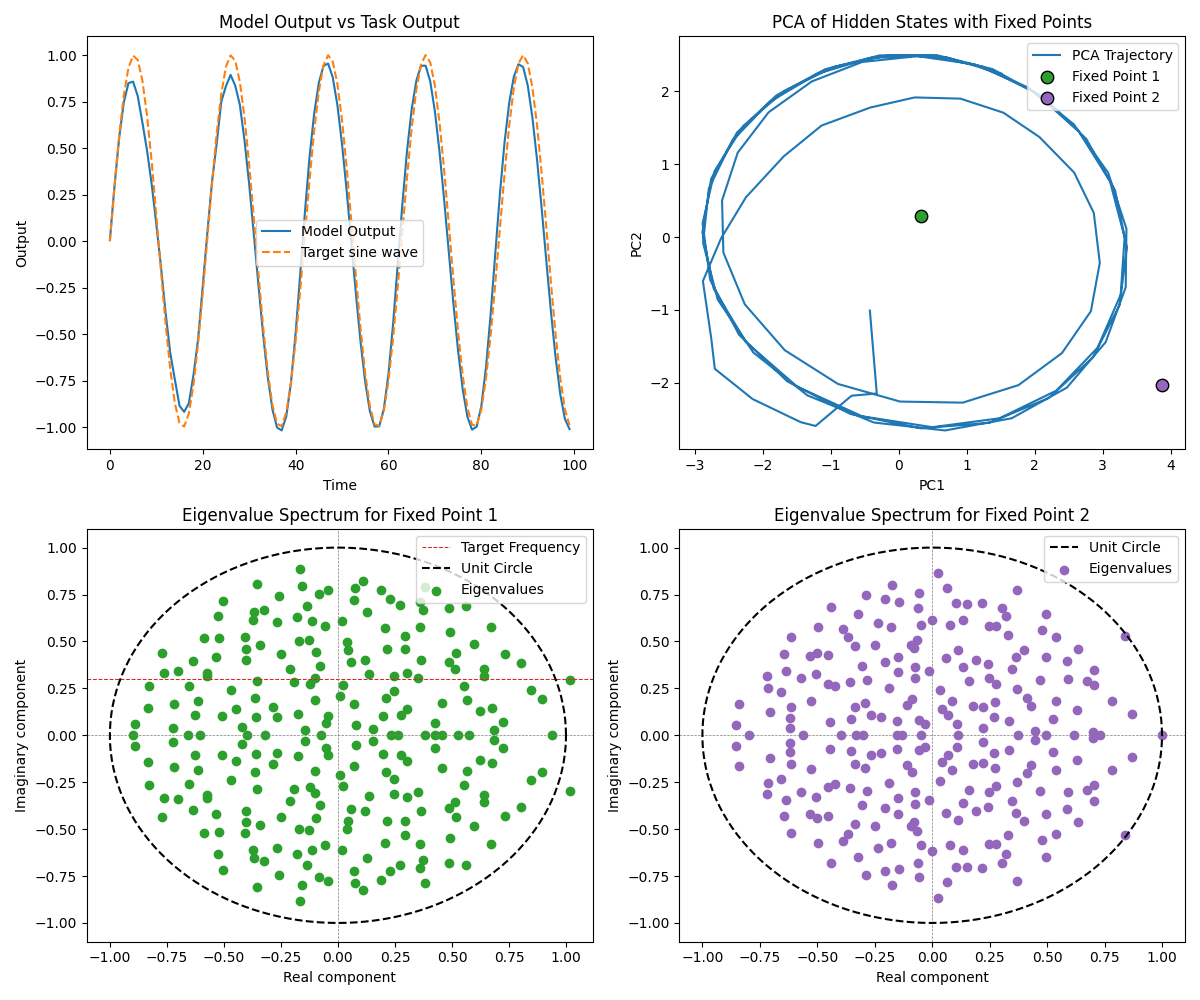 Model Output vs Task Output
1.00
0.75
0.50
0.25
0.00
−0.25
−0.50
−0.75
−1.00
Output
0
20
40
60
80
100
Time
Model Output
Target sine wave
PCA of Hidden States with Fixed Points
2
1
0
−1
−2
PC2
−3
−2
−1
0
1
2
3
4
PC1
PCA Trajectory
Fixed Point 1
Fixed Point 2
Eigenvalue Spectrum for Fixed Point 1
1.00
0.75
0.50
0.25
0.00
−0.25
−0.50
−0.75
−1.00
Imaginary component
−1.00
−0.75
−0.50
−0.25
0.00
0.25
0.50
0.75
1.00
Real component
Target Frequency
Unit Circle
Eigenvalues
Eigenvalue Spectrum for Fixed Point 2
1.00
0.75
0.50
0.25
0.00
−0.25
−0.50
−0.75
−1.00
Imaginary component
−1.00
−0.75
−0.50
−0.25
0.00
0.25
0.50
0.75
1.00
Real component
Unit Circle
Eigenvalues